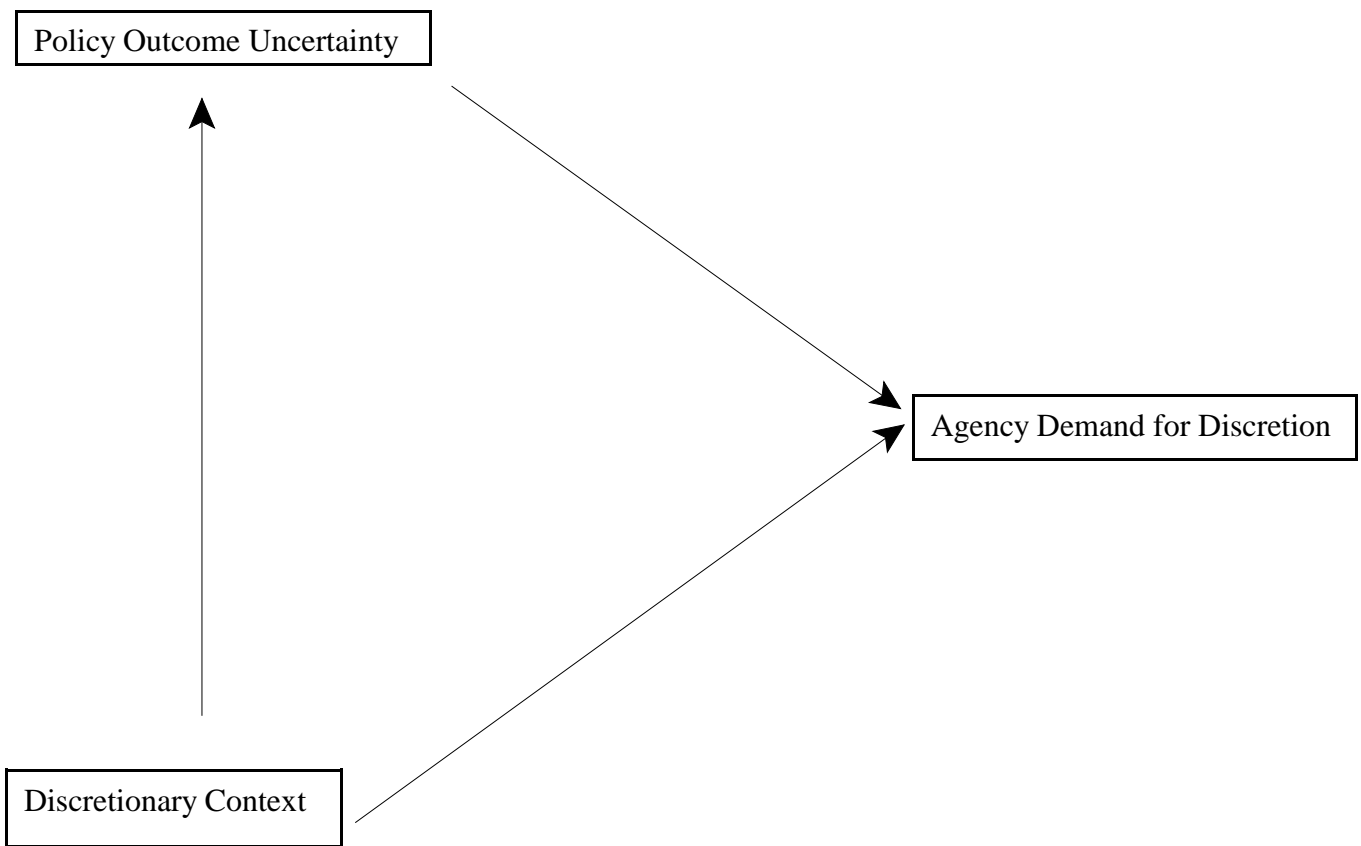 Policy Outcome Uncertainty
Agency Demand for Discretion
Discretionary Context